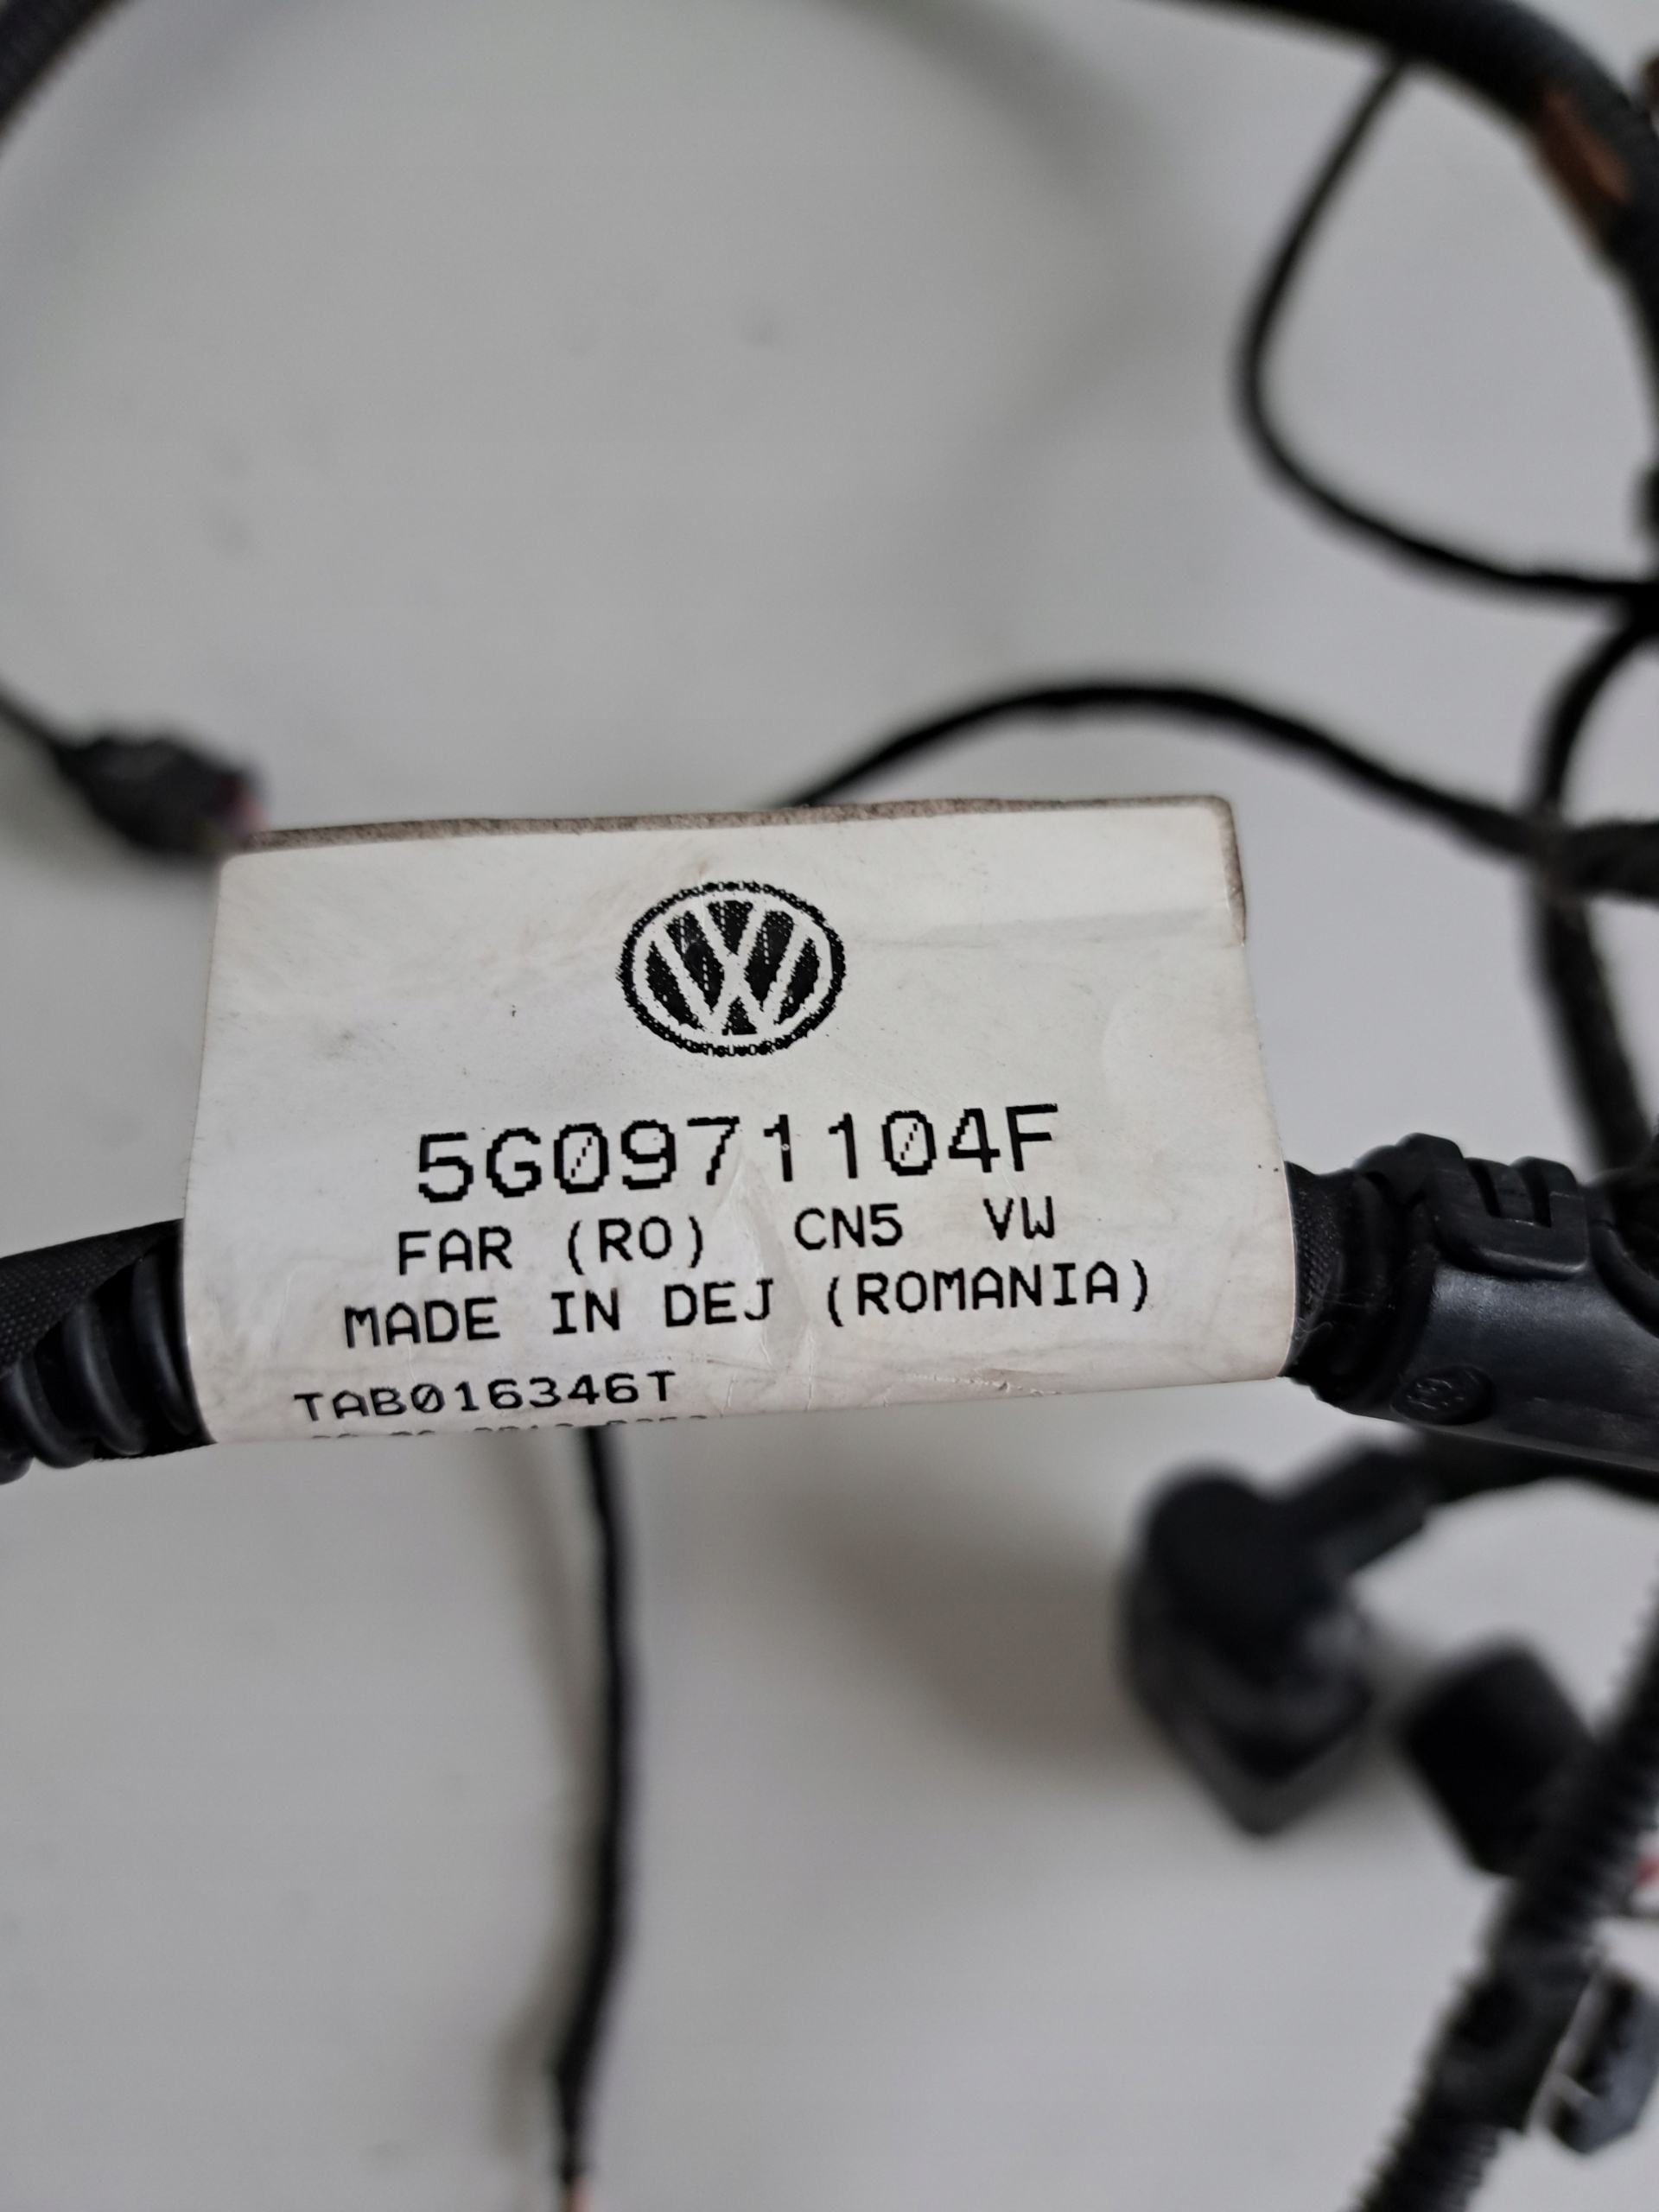 5G0971104F
FAR (RO) CN5 VW
MADE IN DEJ (ROMANIA)
TAB016346T